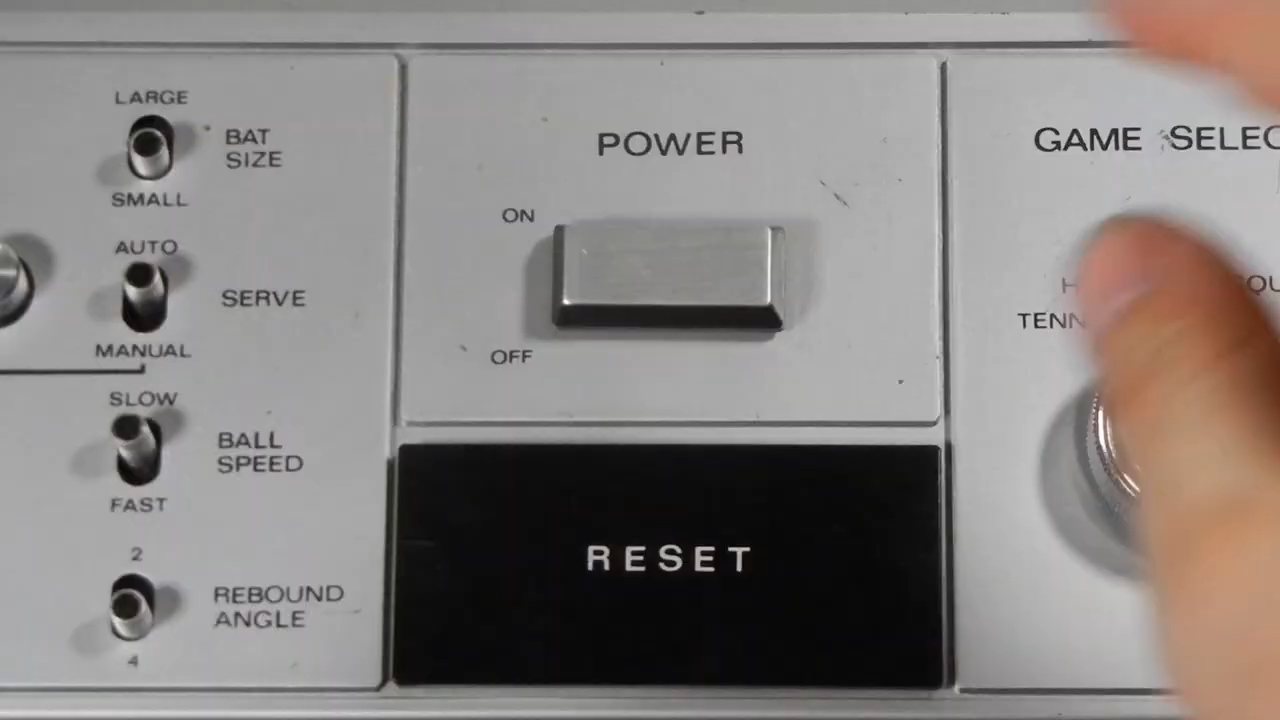 LARGE
BAT
SIZE
SMALL
AUTO
SERVE
MANUAL
SLOW
BALL
SPEED
FAST
2
REBOUND
ANGLE
4
POWER
ON
OFF
RESET
GAME SELEC